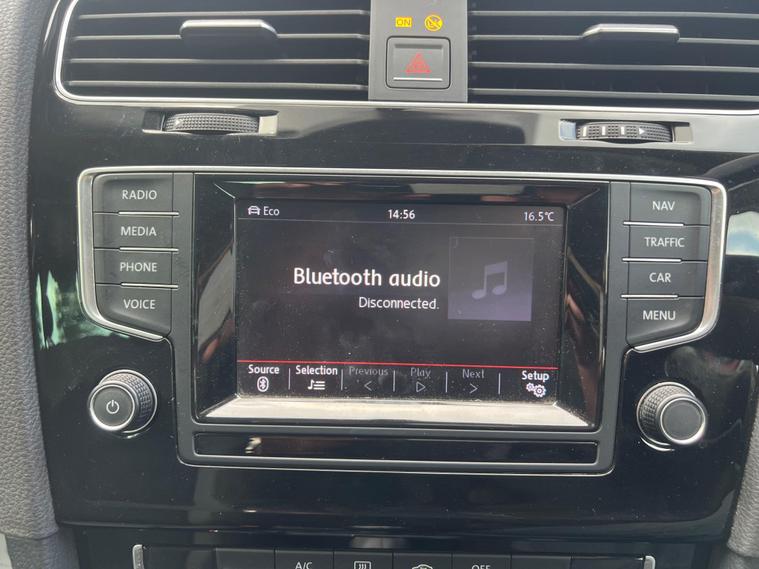 ON
RADIO
MEDIA
PHONE
VOICE
NAV
TRAFFIC
CAR
MENU
Eco 14:56 16.5°C
Bluetooth audio
Disconnected.
Source Selection Previous Play Next Setup
A/C OFF